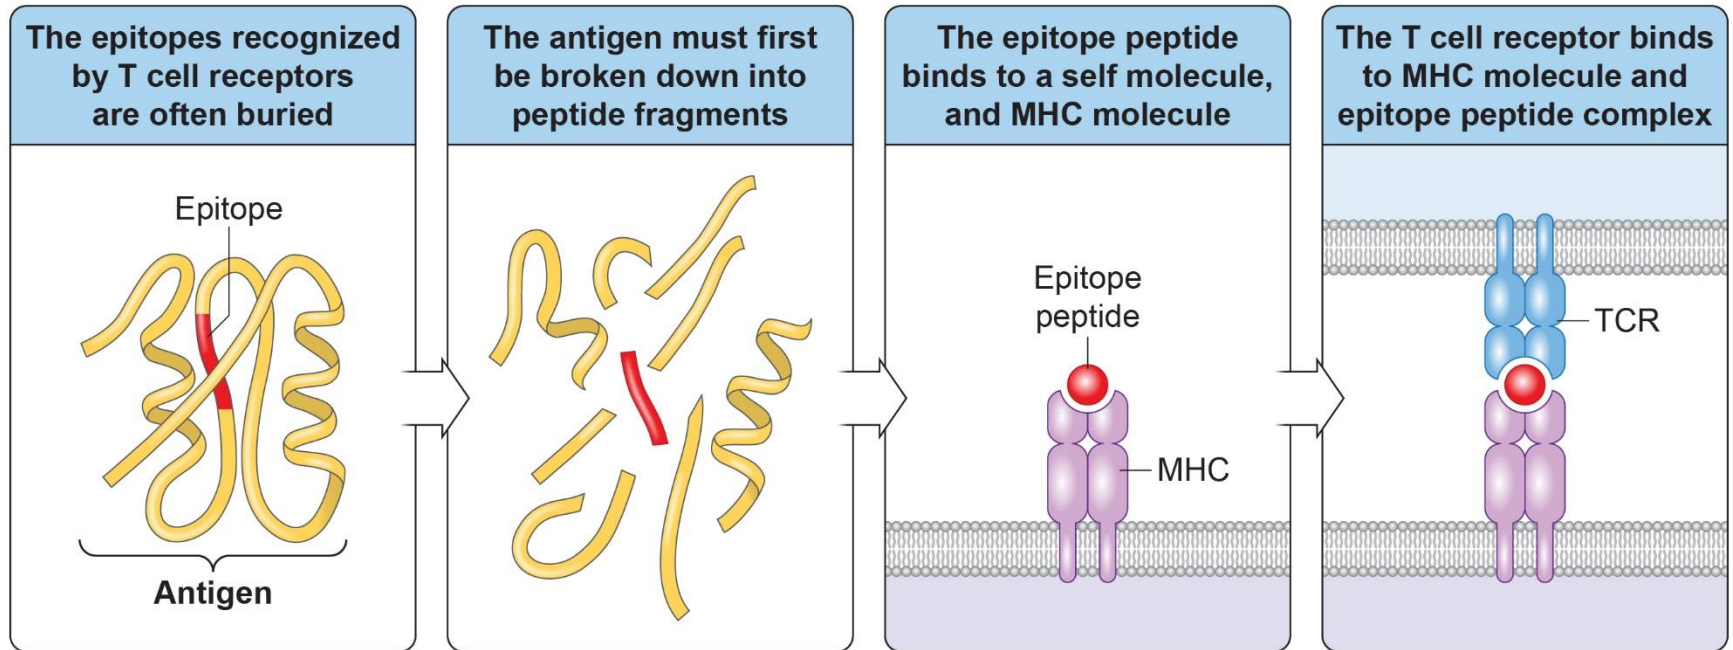 The epitopes recognized
by T cell receptors
are often buried
Epitope
Antigen
The antigen must first
be broken down into
peptide fragments
The epitope peptide
binds to a self molecule,
and MHC molecule
Epitope
peptide
MHC
The T cell receptor binds
to MHC molecule and
epitope peptide complex
TCR